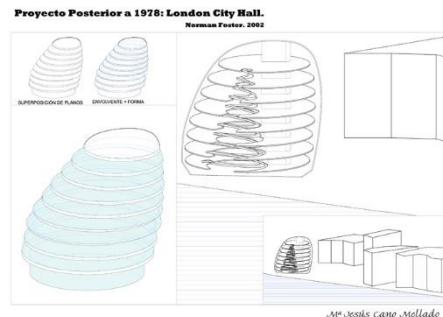 Proyecto Posterior a 1978: London City Hall.
Norman Foster. 2002
SUPERPOSICIÓN DE PLANOS
ENVOLVENTE + FORMA
Mª Jesús Cano Mellado